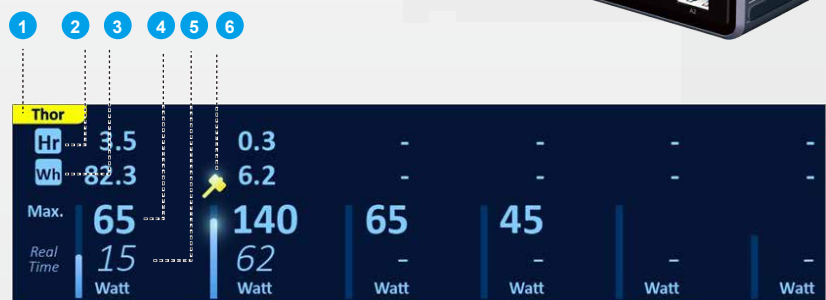 1 2 3 4 5 6
A2
Thor
Hr 3.5 0.3 - - - -
Wh 82.3 6.2 - - - -
Max. 65 140 65 45
Real Time 15 62 - - - -
Watt Watt Watt Watt Watt Watt